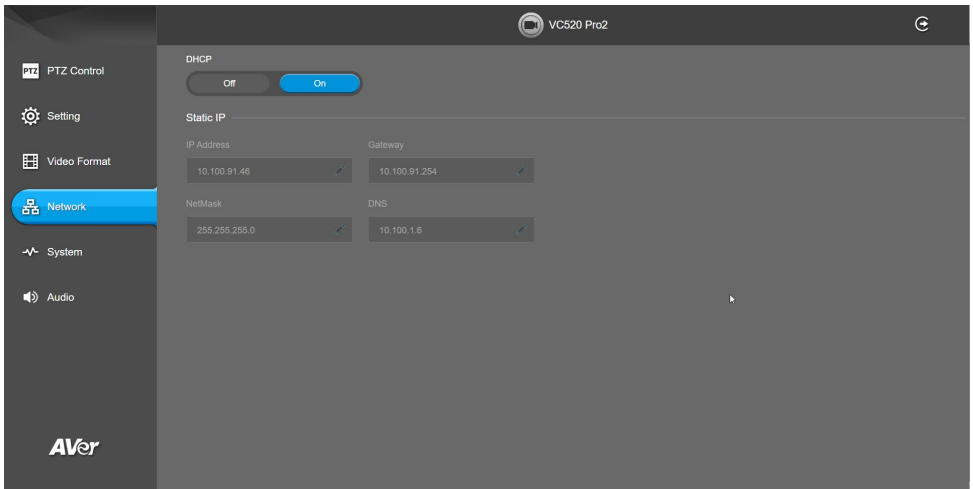 VC520 Pro2
PTZ PTZ Control
Setting
Video Format
Network
System
Audio
AVer
DHCP
Off On
Static IP
IP Address Gateway
10.100.91.46 10.100.91.254
NetMask DNS
255.255.255.0 10.100.1.6